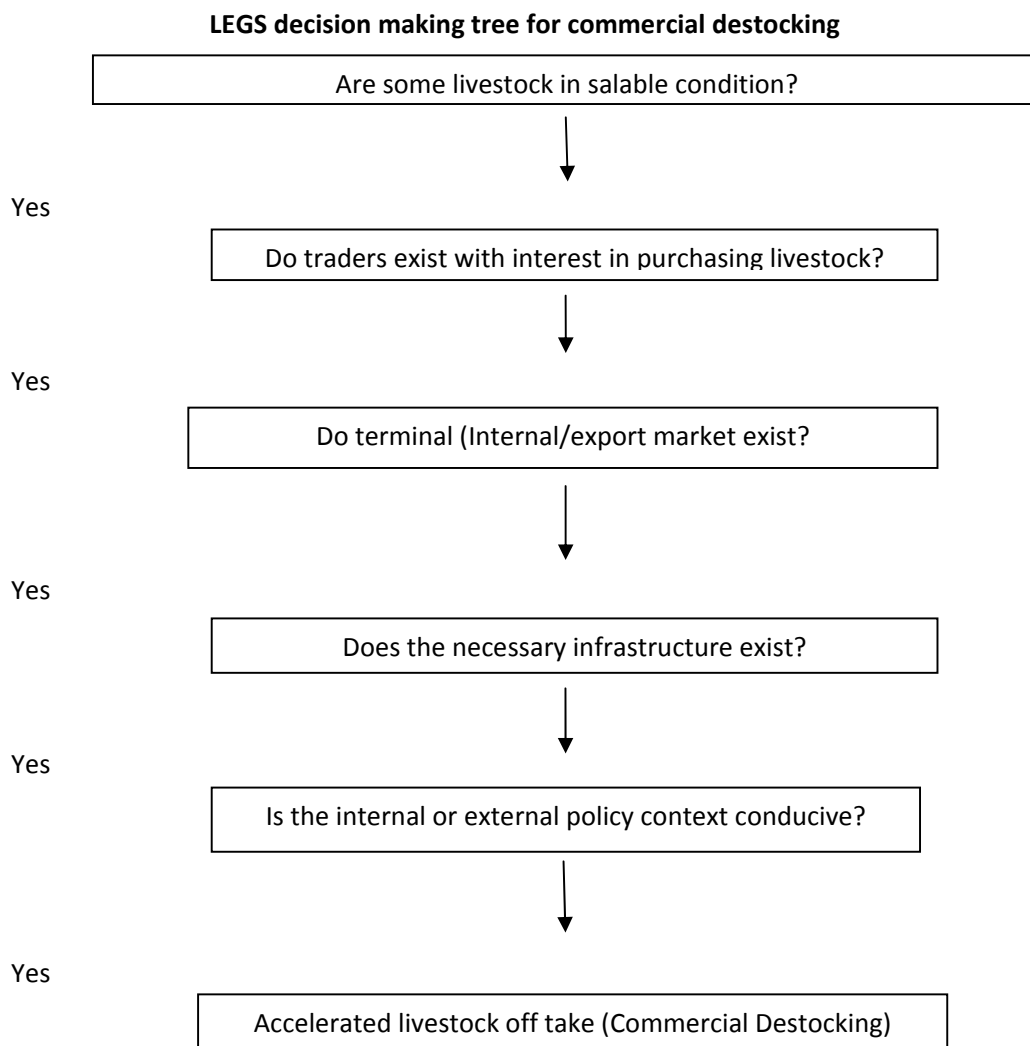 LEGS decision making tree for commercial destocking
Are some livestock in salable condition?
Yes
Do traders exist with interest in purchasing livestock?
Yes
Do terminal (Internal/export market exist?
Yes
Does the necessary infrastructure exist?
Yes
Is the internal or external policy context conducive?
Yes
Accelerated livestock off take (Commercial Destocking)